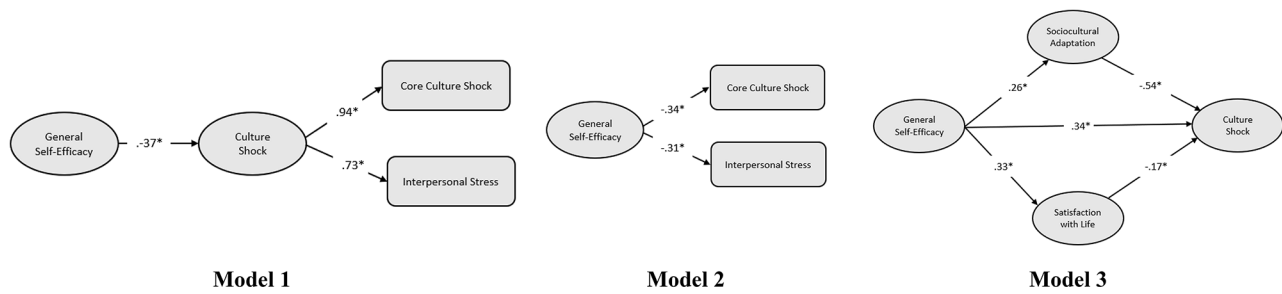 General
Self-Efficacy
.-37*
Culture
Shock
.94*
.73*
Core Culture Shock
Interpersonal Stress
Model 1
General
Self-Efficacy
-.34*
-.31*
Core Culture Shock
Interpersonal Stress
Model 2
Sociocultural
Adaptation
.26*
-.54*
General
Self-Efficacy
.34*
Culture
Shock
.33*
-.17*
Satisfaction
with Life
Model 3